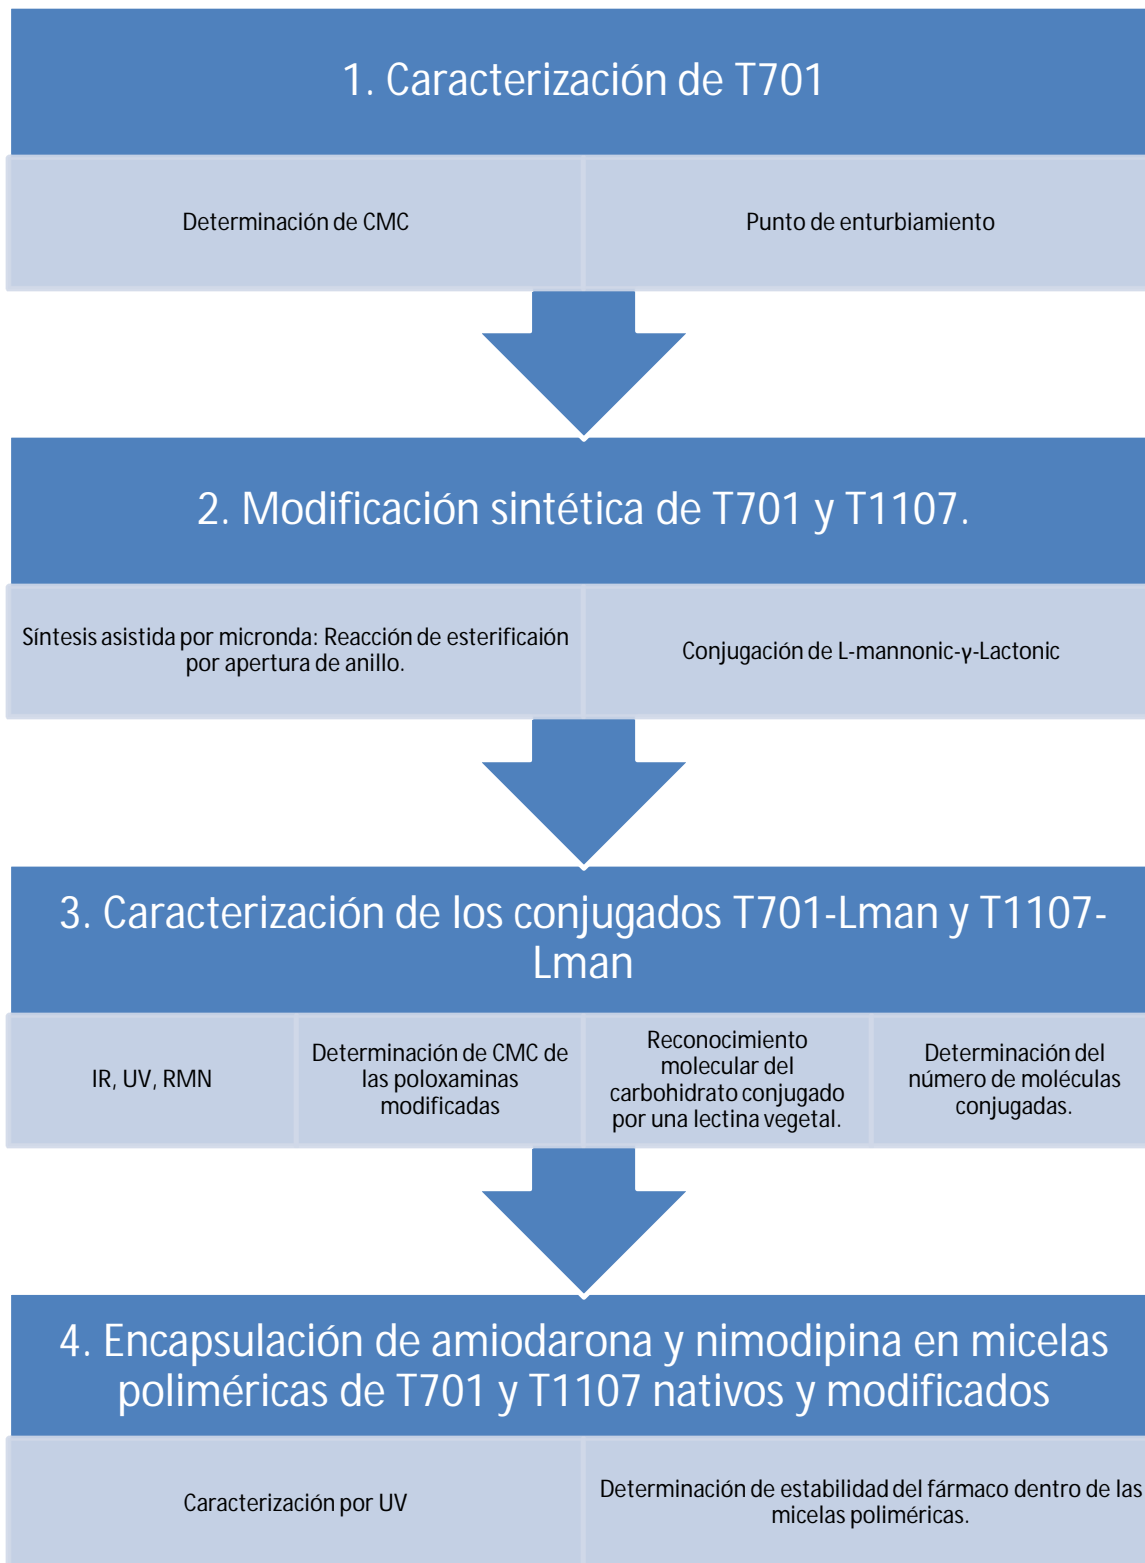 1. Caracterización de T701
Determinación de CMC
Punto de enturbiamiento
2. Modificación sintética de T701 y T1107.
Síntesis asistida por micronda: Reacción de esterificaión
por apertura de anillo.
Conjugación de L-mannonic-γ-Lactonic
3. Caracterización de los conjugados T701-Lman y T1107-
Lman
IR, UV, RMN
Determinación de CMC de
las poloxaminas
modificadas
Reconocimiento
molecular del
carbohidrato conjugado
por una lectina vegetal.
Determinación del
número de moléculas
conjugadas.
4. Encapsulación de amiodarona y nimodipina en micelas
poliméricas de T701 y T1107 nativos y modificados
Caracterización por UV
Determinación de estabilidad del fármaco dentro de las
micelas poliméricas.